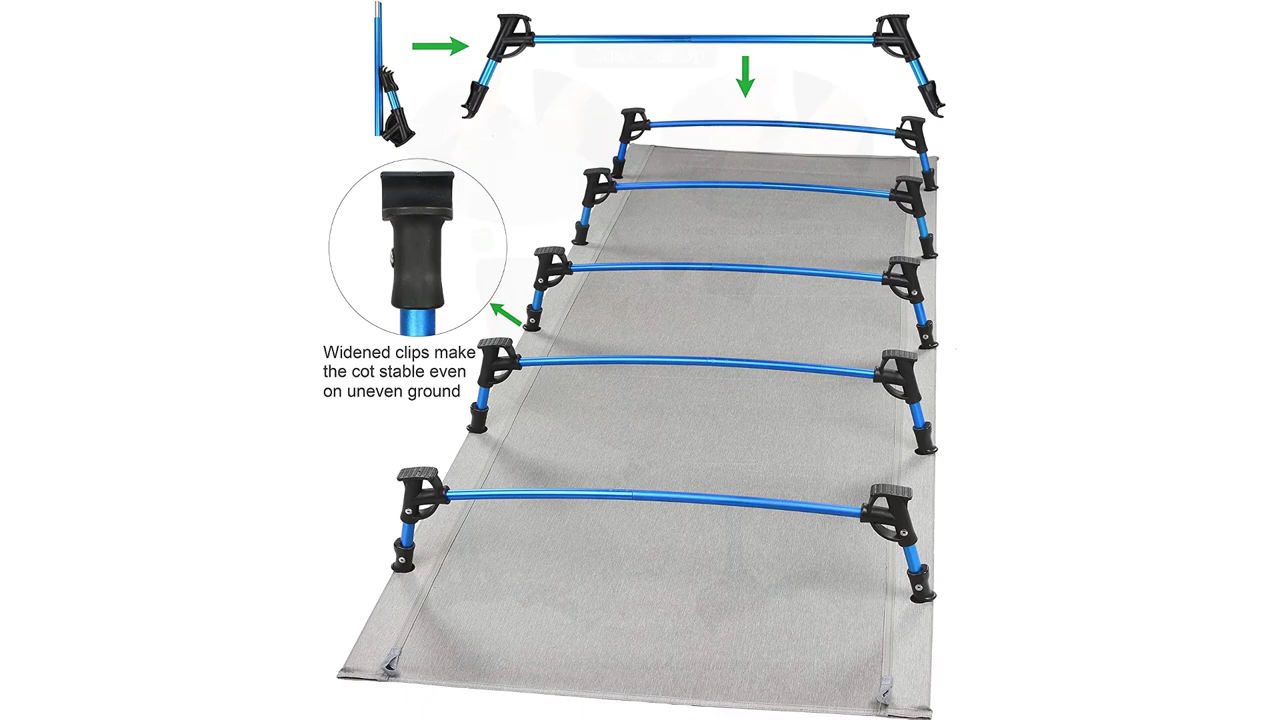 Widened clips make
the cot stable even
on uneven ground